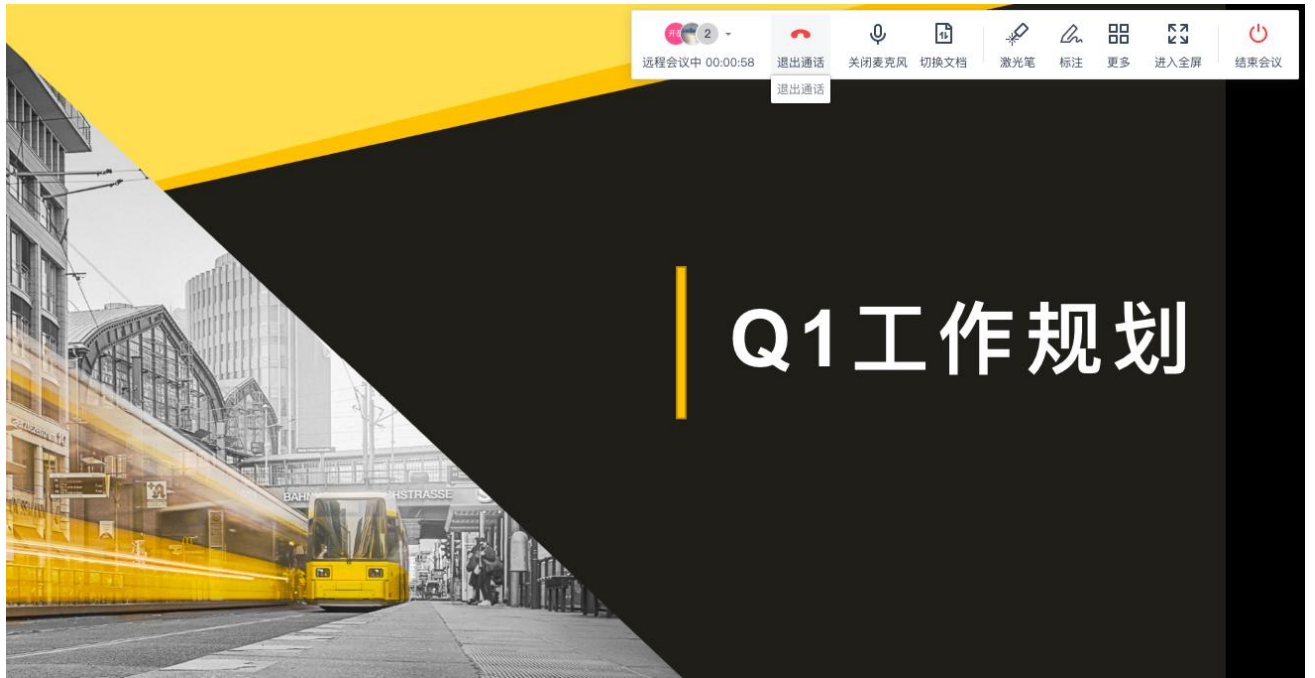 2
远程会议中 00:00:58
退出通话
关闭麦克风
切换文档
激光笔
标注
更多
进入全屏
结束会议
退出通话
Q1工作规划
BAH
HSTRASSE